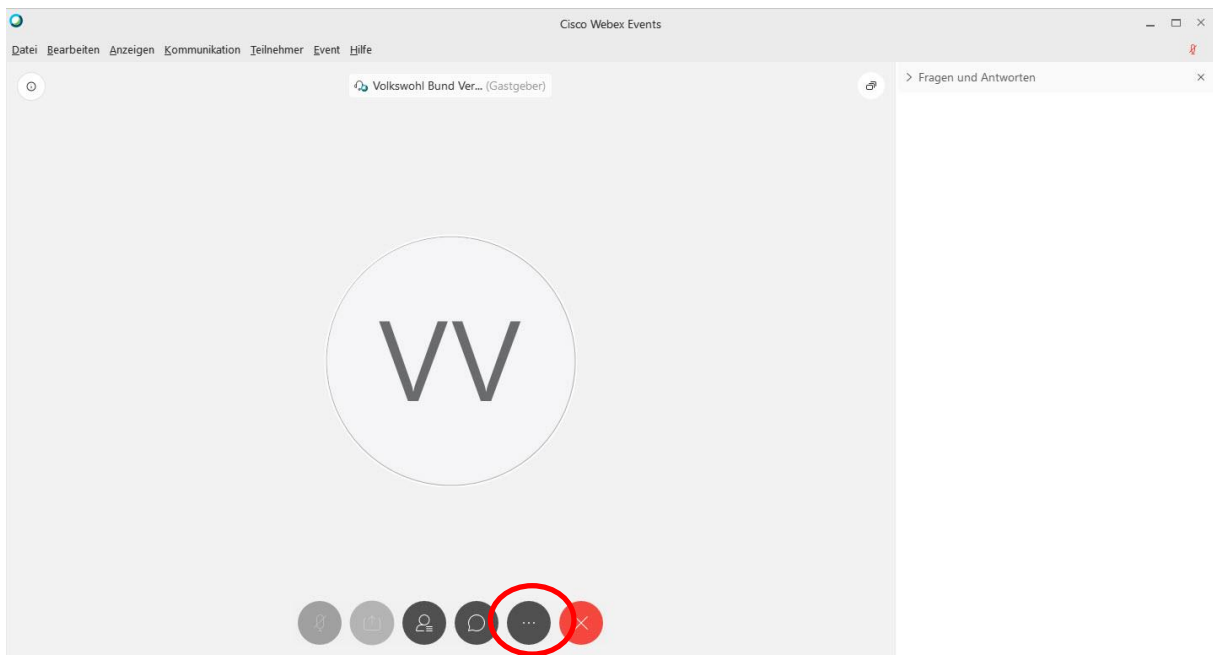 Cisco Webex Events
Datei Bearbeiten Anzeigen Kommunikation Teilnehmer Event Hilfe
Volkswohl Bund Ver... (Gastgeber)
Fragen und Antworten
VV